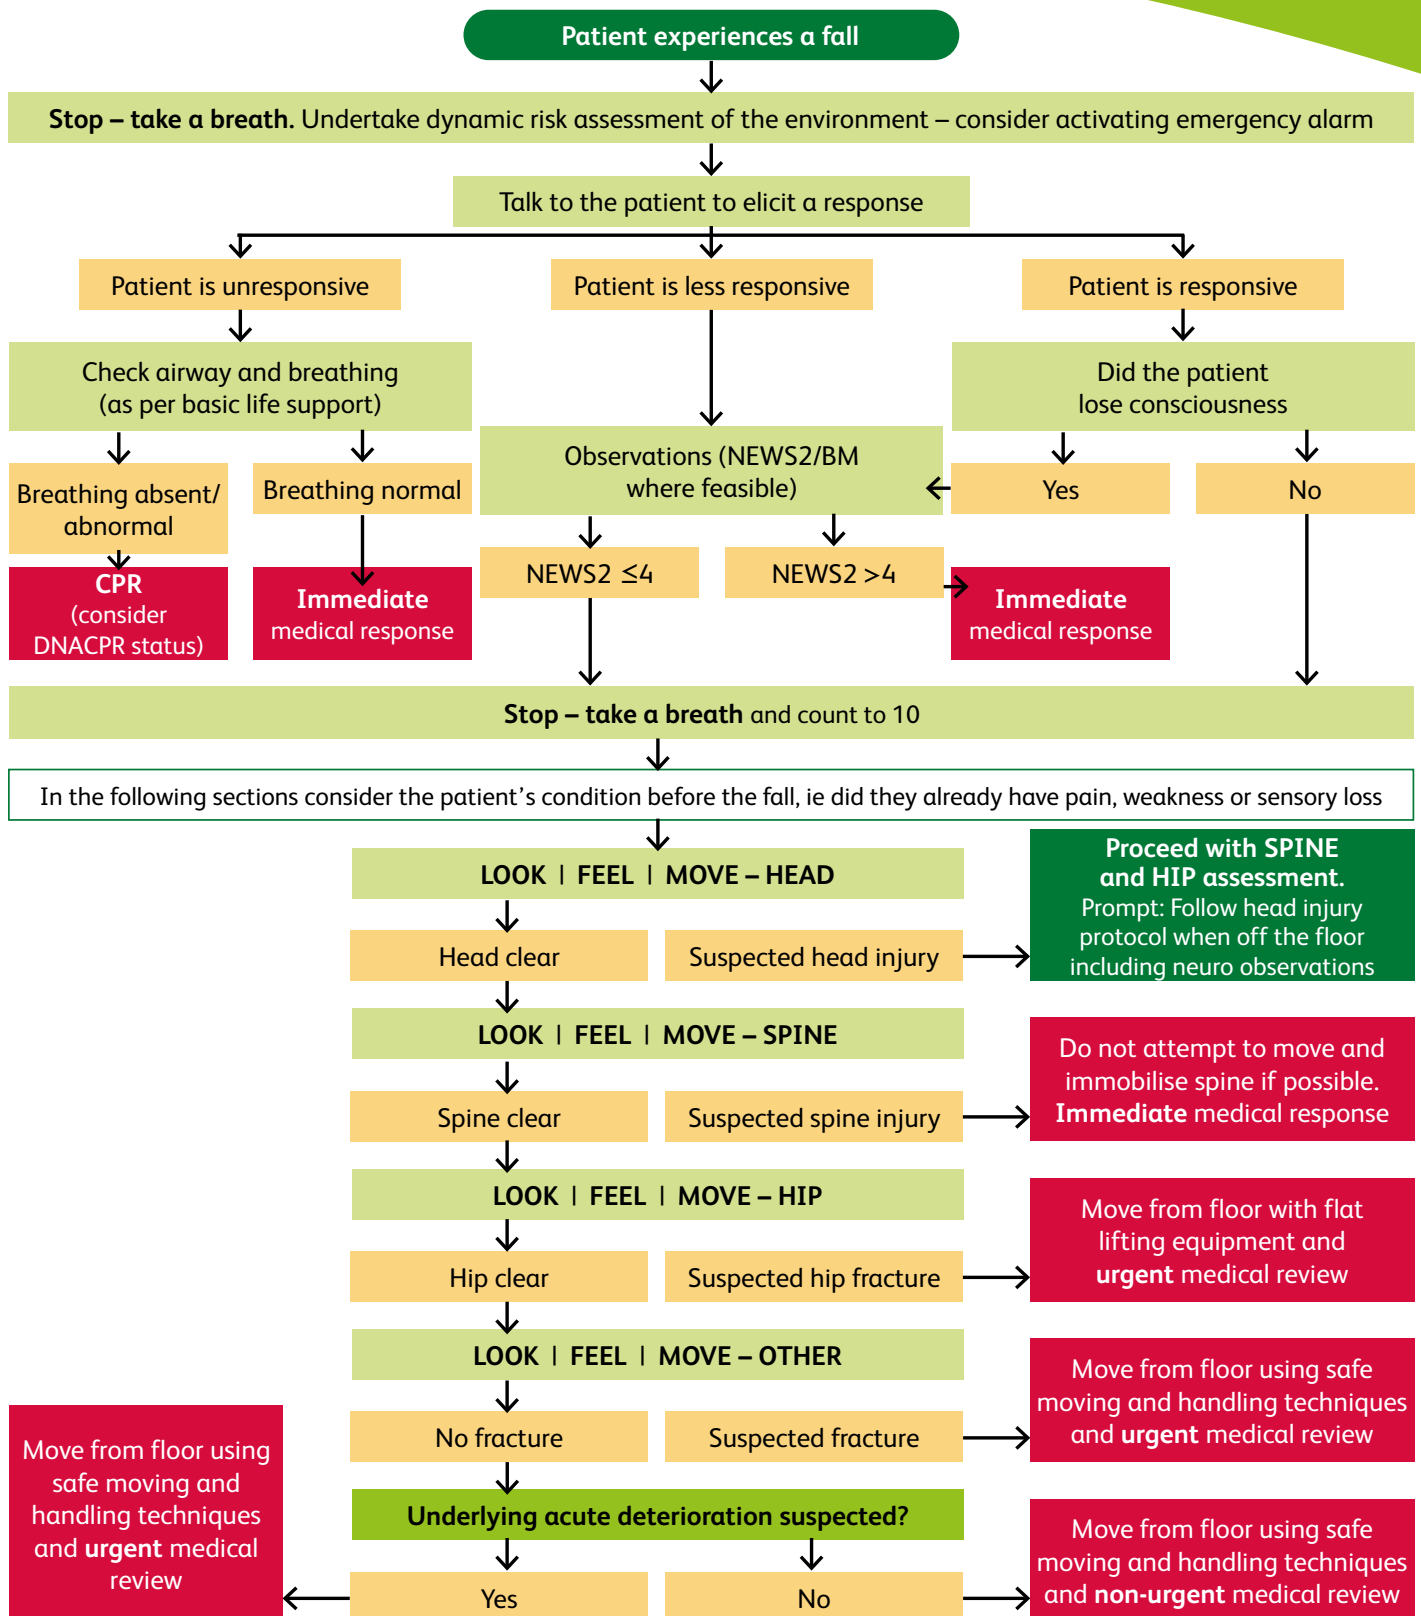 Patient experiences a fall
Stop – take a breath. Undertake dynamic risk assessment of the environment – consider activating emergency alarm
Talk to the patient to elicit a response
Patient is unresponsive
Patient is less responsive
Patient is responsive
Check airway and breathing
(as per basic life support)
Did the patient
lose consciousness
Observations (NEWS2/BM
where feasible)
Breathing absent/
abnormal
Breathing normal
Yes
No
NEWS2 ≤4
NEWS2 >4
CPR
(consider
DNACPR status)
Immediate
medical response
Immediate
medical response
Stop – take a breath and count to 10
In the following sections consider the patient’s condition before the fall, ie did they already have pain, weakness or sensory loss
LOOK | FEEL | MOVE – HEAD
Head clear
Suspected head injury
Proceed with SPINE
and HIP assessment.
Prompt: Follow head injury
protocol when off the floor
including neuro observations
LOOK | FEEL | MOVE – SPINE
Spine clear
Suspected spine injury
Do not attempt to move and
immobilise spine if possible.
Immediate medical response
LOOK | FEEL | MOVE – HIP
Hip clear
Suspected hip fracture
Move from floor with flat
lifting equipment and
urgent medical review
LOOK | FEEL | MOVE – OTHER
No fracture
Suspected fracture
Move from floor using safe
moving and handling techniques
and urgent medical review
Underlying acute deterioration suspected?
Yes
No
Move from floor using
safe moving and
handling techniques
and urgent medical
review
Move from floor using safe
moving and handling techniques
and non-urgent medical review